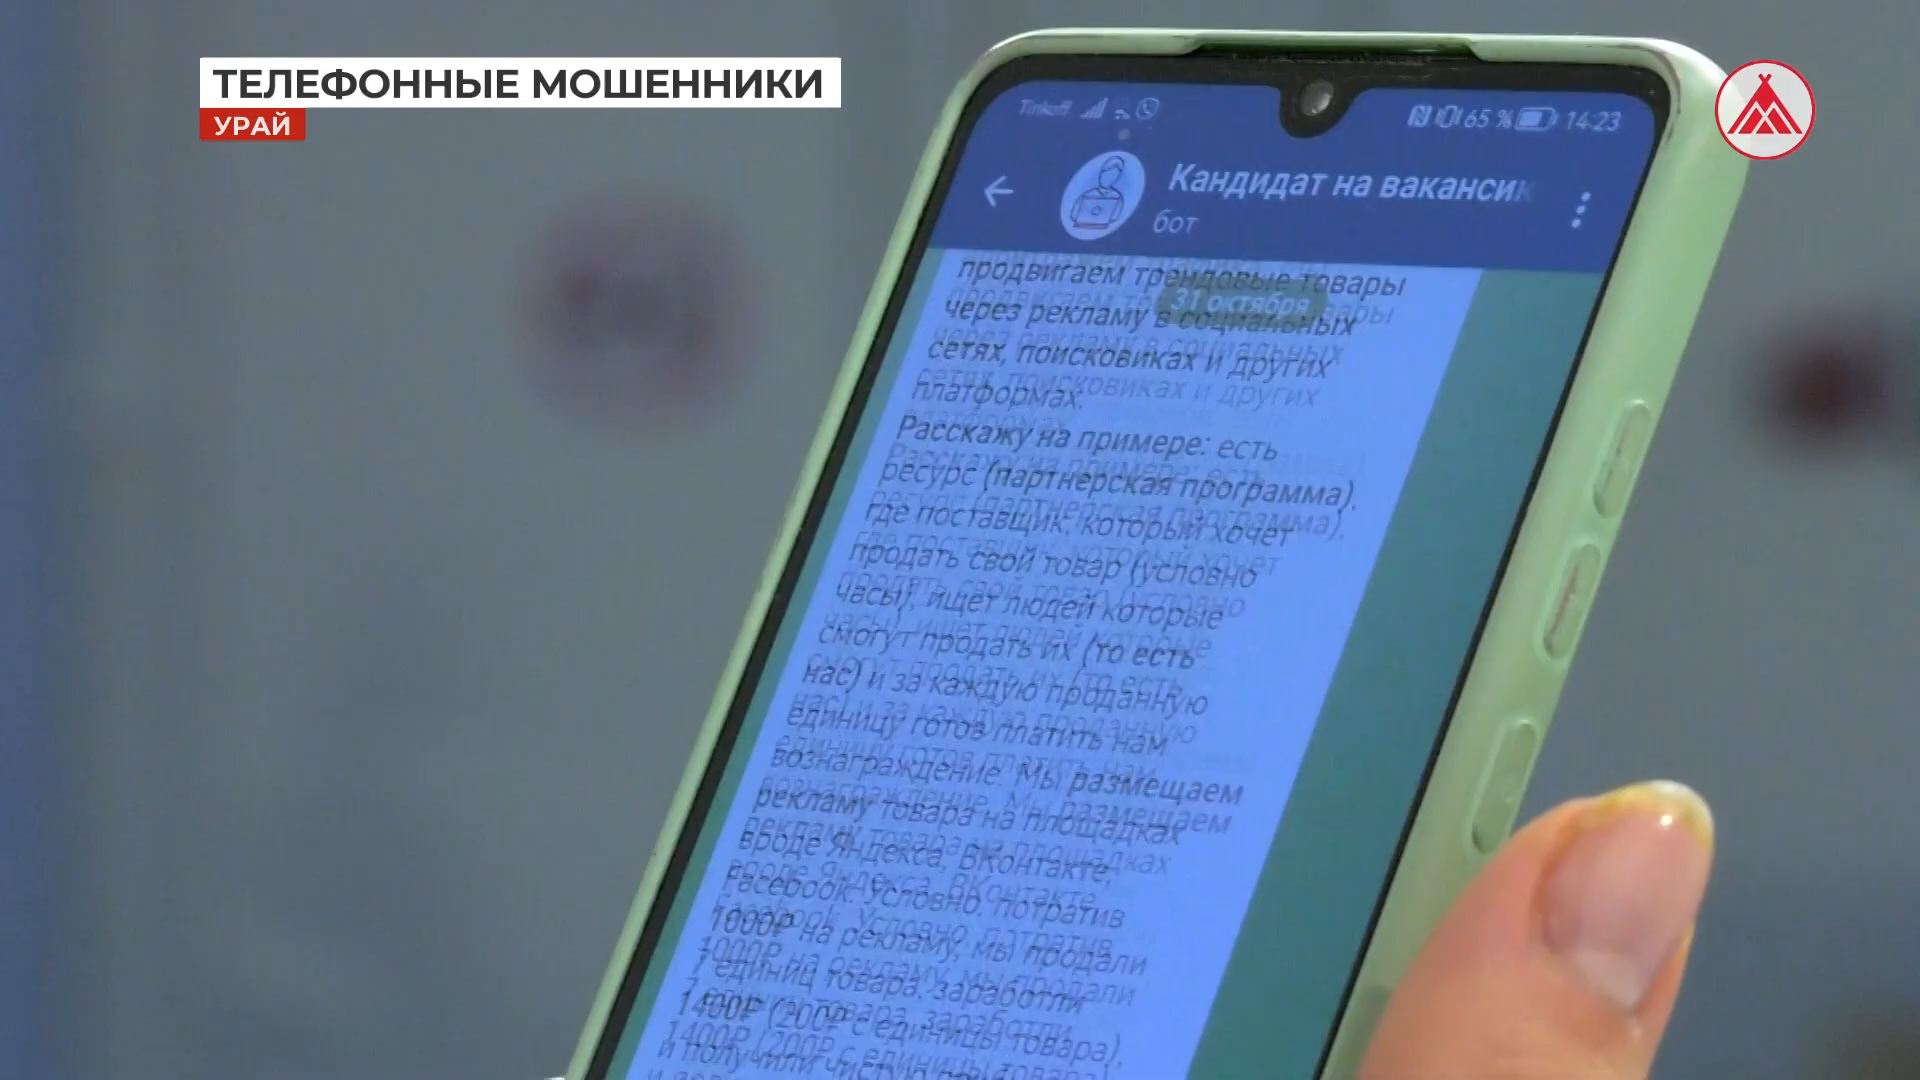 ТЕЛЕФОННЫЕ МОШЕННИКИ
УРАЙ
Tinkoff 65 % 14:23
Кандидат на вакансию
бот
31 октября
продвигаем трендовые товары
через рекламу в социальных
сетях, поисковиках и других
платформах.
Расскажу на примере: есть
ресурс (партнерская программа),
где поставщик, который хочет
продать свой товар (условно
часы), ищет людей которые
смогут продать их (то есть
нас) и за каждую проданную
единицу готов платить нам
вознаграждение. Мы размещаем
рекламу товара на площадках
вроде Яндекса, ВКонтакте,
Facebook. Условно, потратив
1000₽ на рекламу, мы продали
7 единиц товара, заработли
1400₽ (200₽ с единицы товара),
и получили чистую